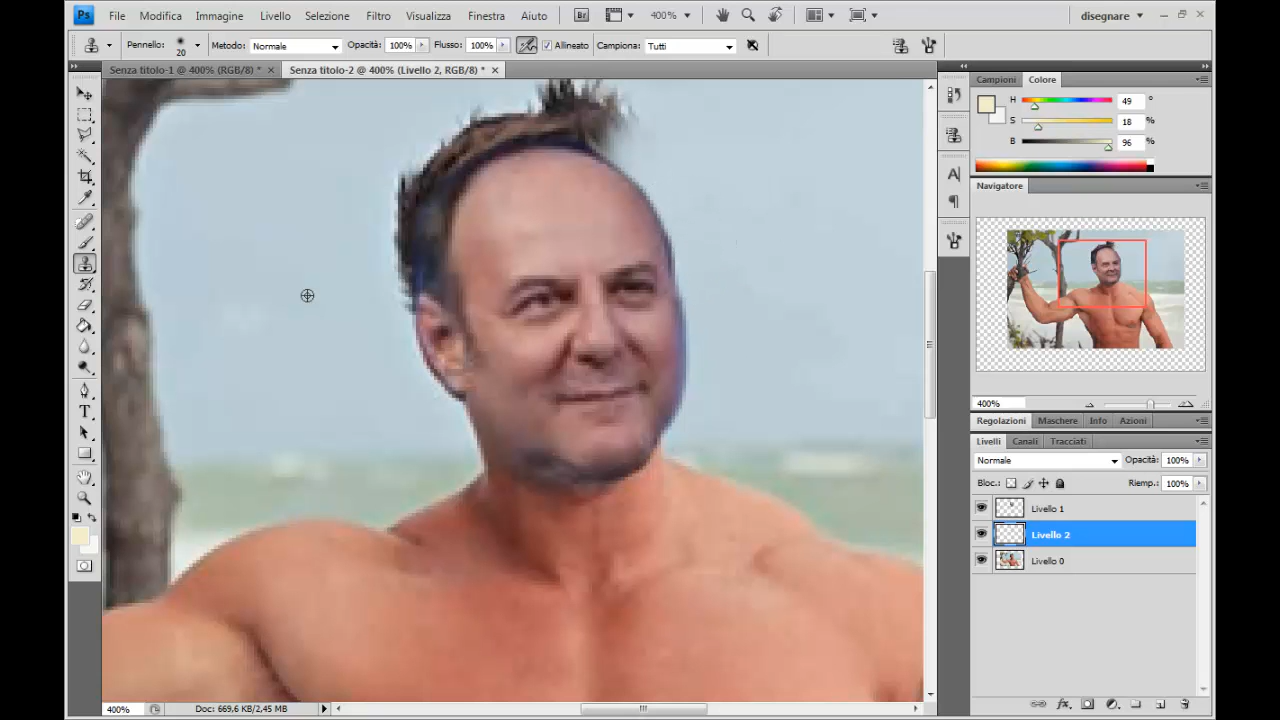 Ps File Modifica Immagine Livello Selezione Filtro Visualizza Finestra Aiuto Br 400% disegnare
Pennello: 20 Metodo: Normale Opacità: 100% Flusso: 100% Allineato Campiona: Tutti
Senza titolo-1 @ 400% (RGB/8) * Senza titolo-2 @ 400% (Livello 2, RGB/8) *
Campioni Colore
H 49 °
S 18 %
B 96 %
Navigatore
400%
Regolazioni Maschere Info Azioni
Livelli Canali Tracciati
Normale Opacità: 100%
Bloc.: Riemp.: 100%
Livello 1
Livello 2
Livello 0
400% Doc: 669,6 KB/2,45 MB